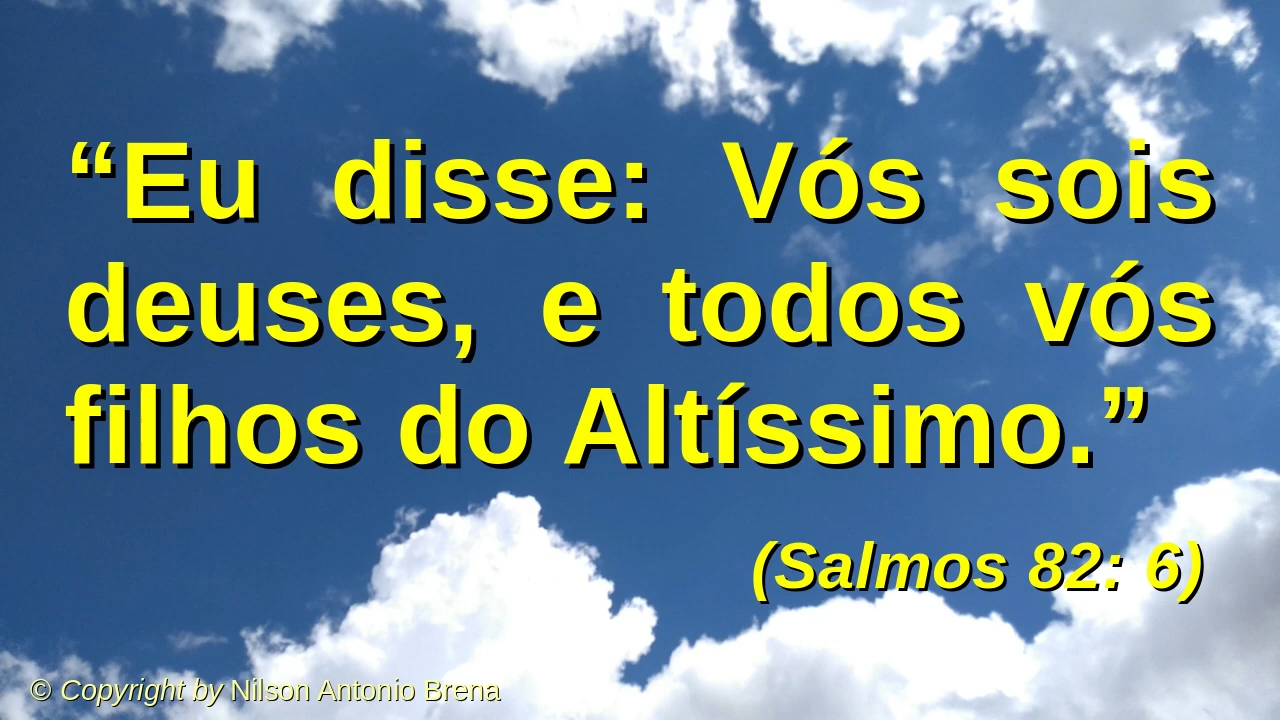 “Eu disse: Vós sois
deuses, e todos vós
filhos do Altíssimo.”
(Salmos 82: 6)
© Copyright by Nilson Antonio Brena